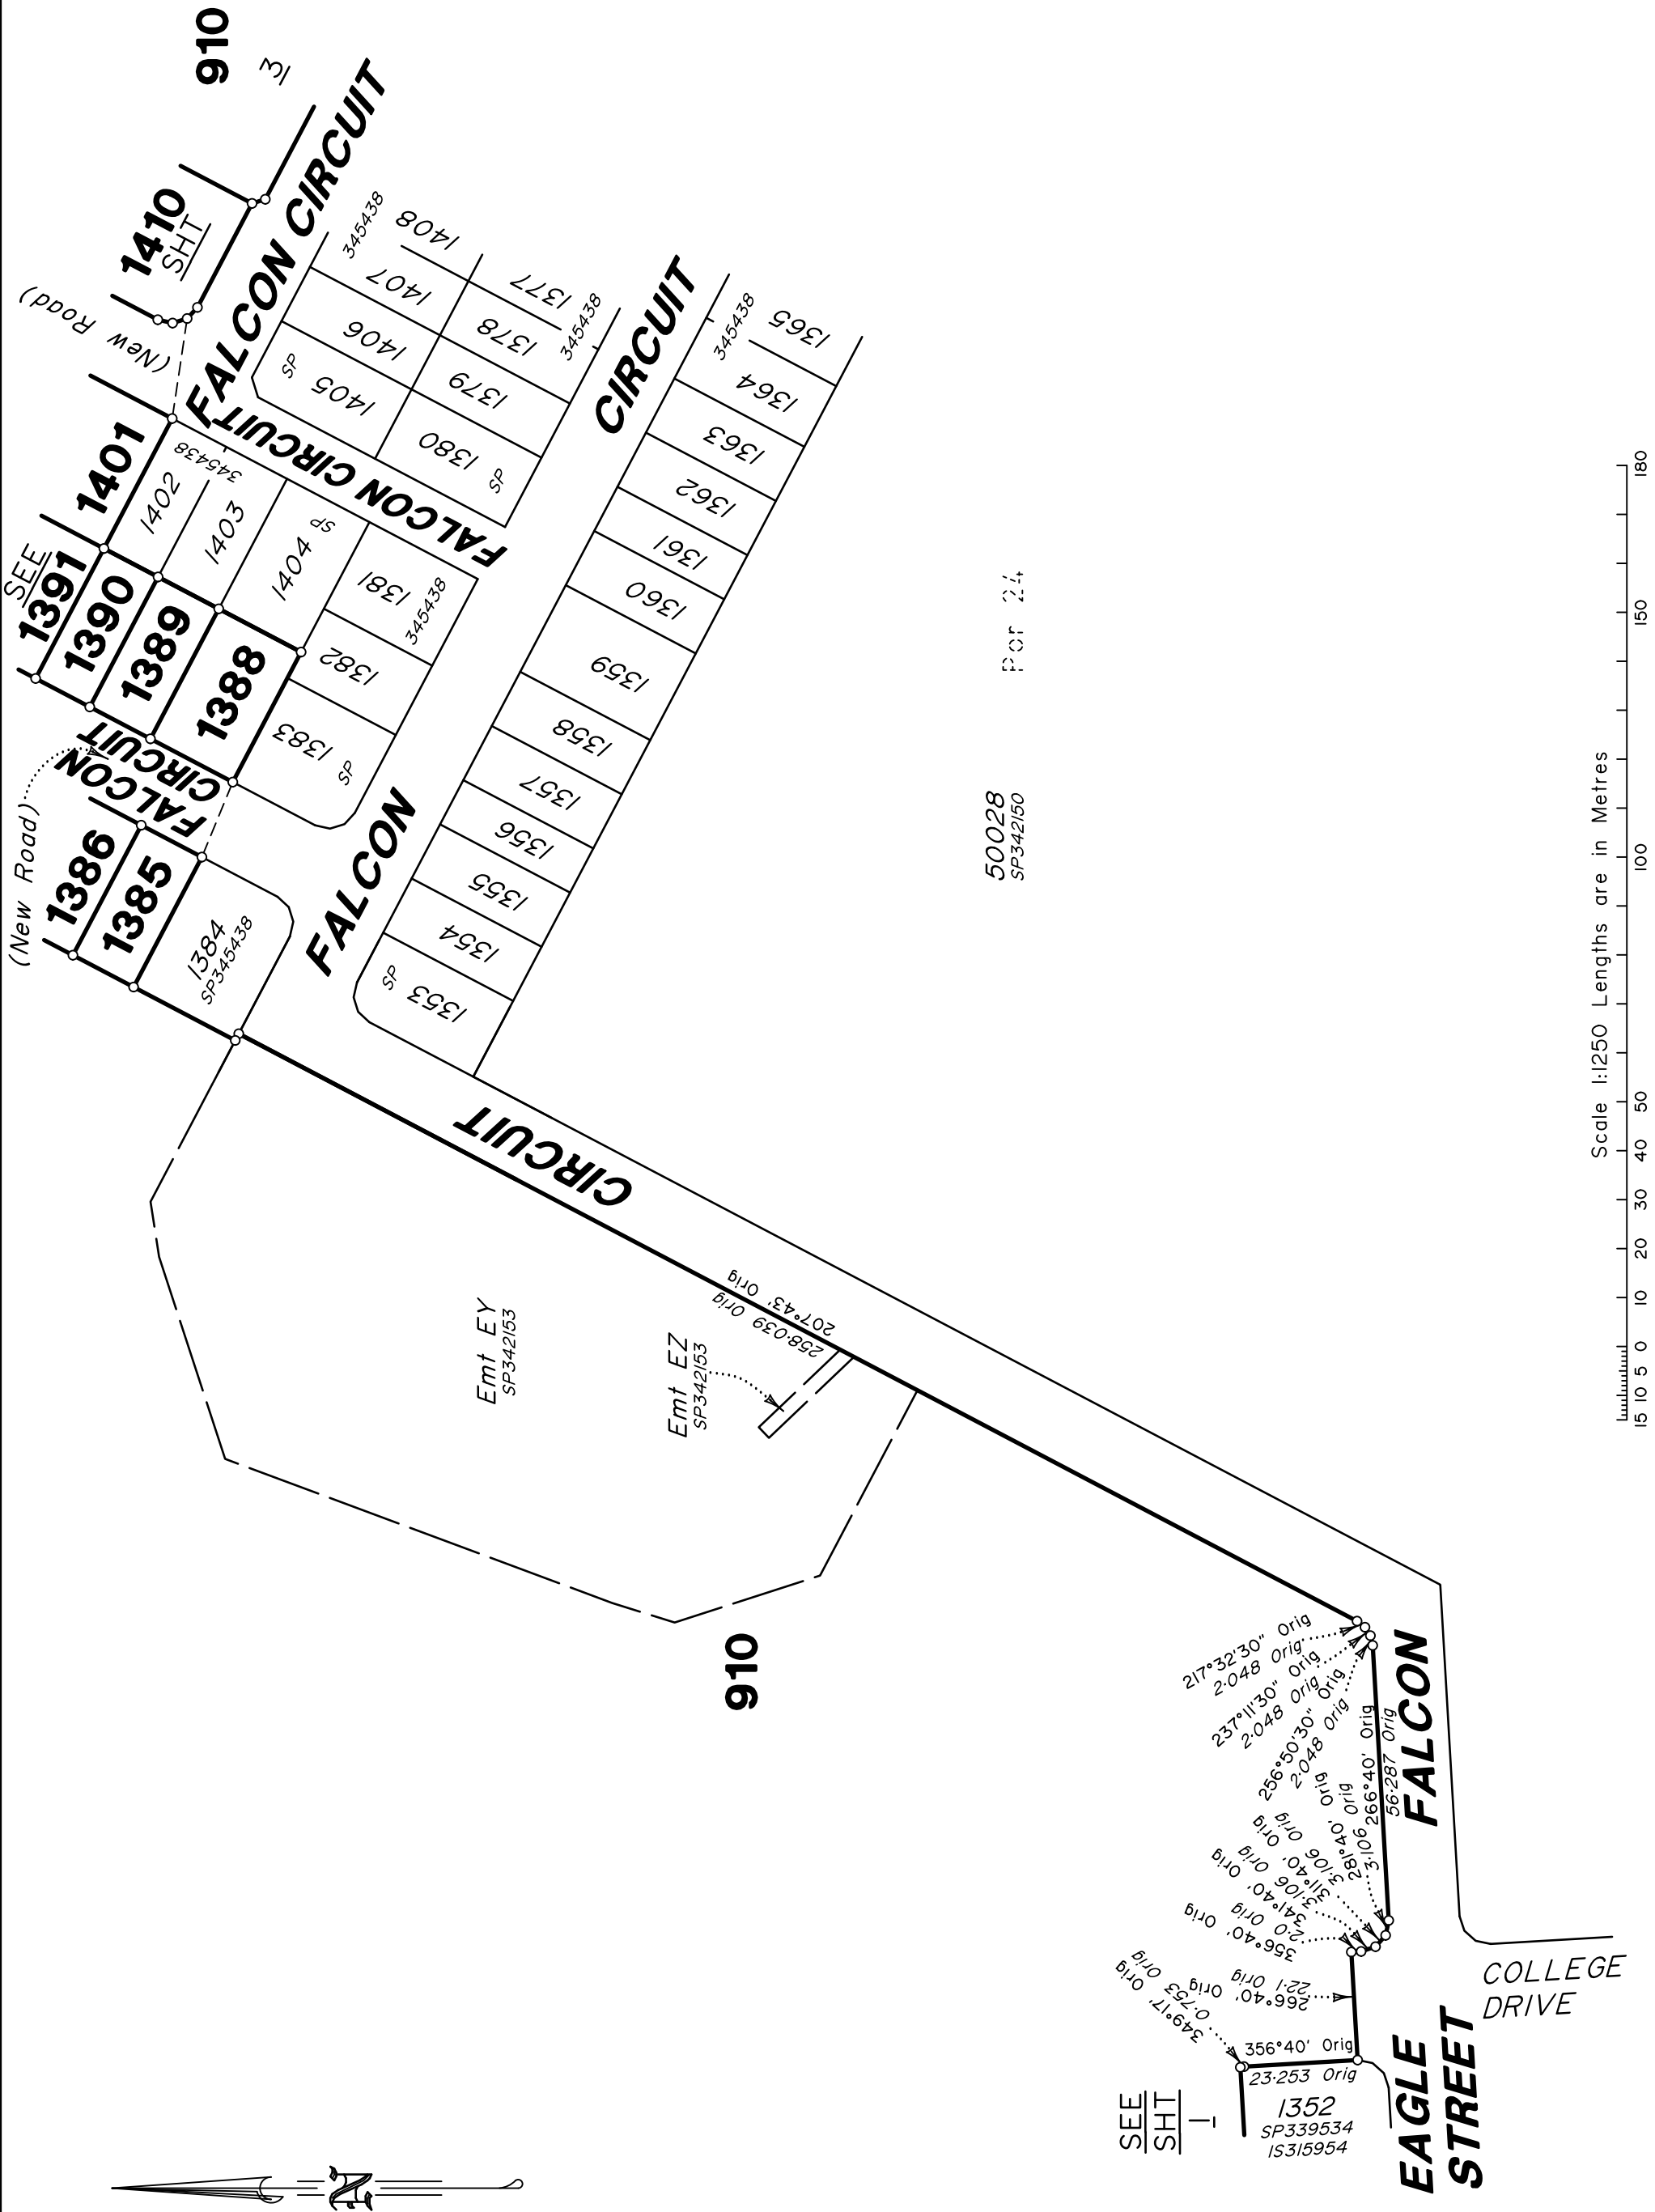 910
3
1410
SHT
(New Road)
FALCON CIRCUIT
345438
1408
1407
1406
SP
1405
1377
1378
345438
1379
1380
SP
FALCON CIRCUIT
1401
SEE
1391
1390
1389
1388
1402
345438
1403
1404
SP
1381
345438
1382
1383
SP
(New Road)
FALCON
CIRCUIT
1386
1385
1384
SP345438
FALCON
CIRCUIT
345438
1365
1364
1363
1362
1361
1360
1359
1358
1357
1356
1355
1354
SP
1353
Por 24
50028
SP342150
CIRCUIT
Emt EY
SP342153
Emt EZ
SP342153
258·039 Orig
207°43' Orig
910
217°32'30" Orig
2·048 Orig
237°11'30" Orig
2·048 Orig
256°50'30" Orig
2·048 Orig
266°40' Orig
56·287 Orig
FALCON
281°40' Orig
3·106 Orig
311°40' Orig
3·106 Orig
341°40' Orig
3·106 Orig
356°40' Orig
2·0 Orig
266°40' Orig
22·1 Orig
349°17' Orig
0·753 Orig
356°40' Orig
23·253 Orig
1352
SP339534
IS315954
SEE
SHT
1
EAGLE
STREET
COLLEGE
DRIVE
Scale 1:1250 Lengths are in Metres
15 10 5 0 10 20 30 40 50 100 150 180
N